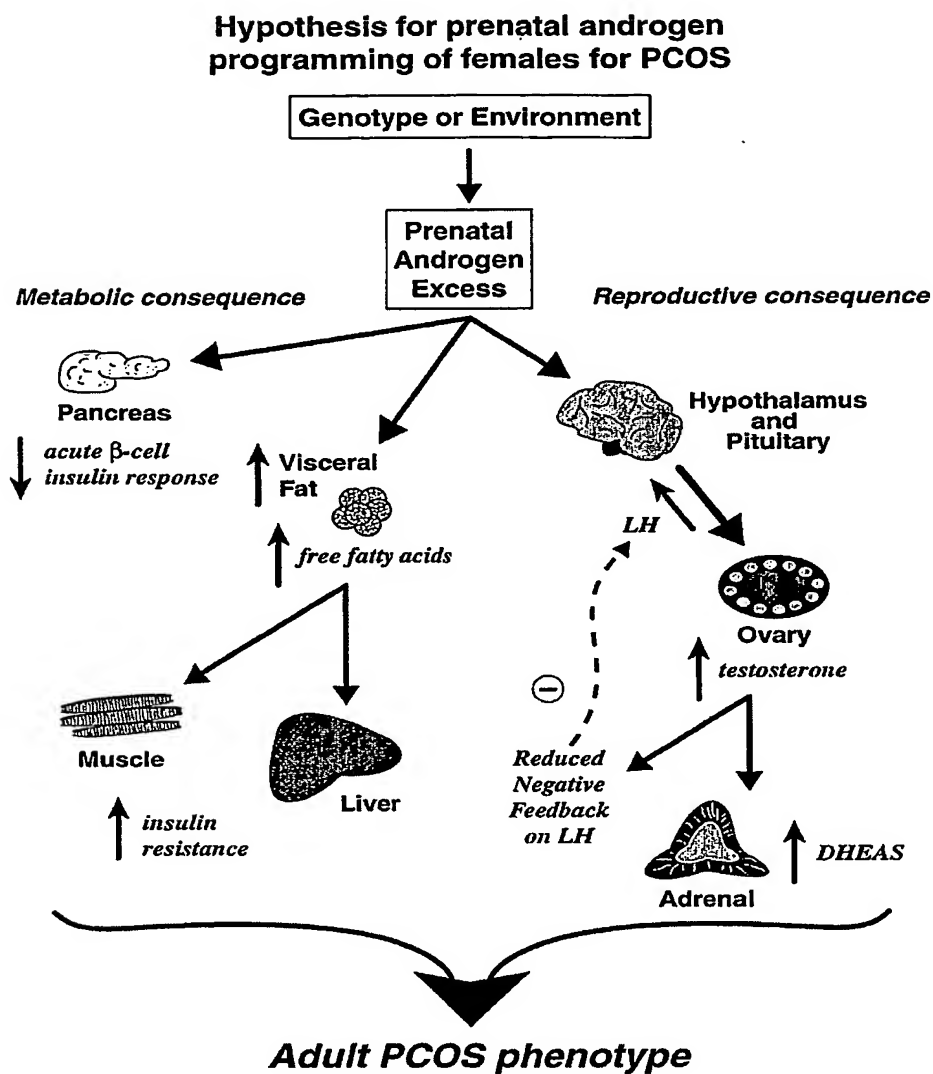 Hypothesis for prenatal androgen
programming of females for PCOS
Genotype or Environment
Prenatal
Androgen
Excess
Metabolic consequence
Reproductive consequence
Pancreas
acute β-cell
insulin response
Visceral
Fat
free fatty acids
Muscle
insulin
resistance
Liver
Hypothalamus
and
Pituitary
LH
Ovary
testosterone
−
Reduced
Negative
Feedback
on LH
Adrenal
DHEAS
Adult PCOS phenotype